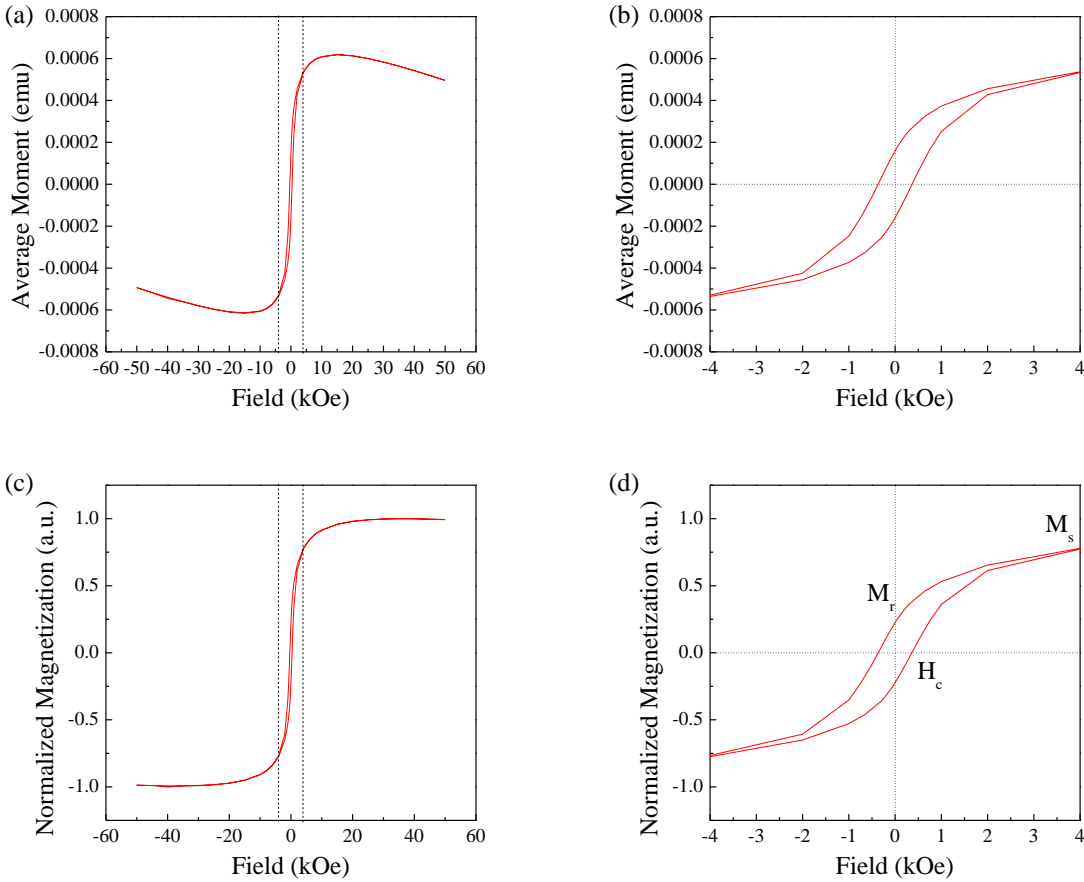 (a)
0.0008
0.0006
0.0004
0.0002
0.0000
-0.0002
-0.0004
-0.0006
-0.0008
Average Moment (emu)
-60 -50 -40 -30 -20 -10 0 10 20 30 40 50 60
Field (kOe)
(b)
0.0008
0.0006
0.0004
0.0002
0.0000
-0.0002
-0.0004
-0.0006
-0.0008
Average Moment (emu)
-4 -3 -2 -1 0 1 2 3 4
Field (kOe)
(c)
1.0
0.5
0.0
-0.5
-1.0
Normalized Magnetization (a.u.)
-60 -40 -20 0 20 40 60
Field (kOe)
(d)
1.0
0.5
0.0
-0.5
-1.0
Normalized Magnetization (a.u.)
M_s
M_r
H_c
-4 -3 -2 -1 0 1 2 3 4
Field (kOe)